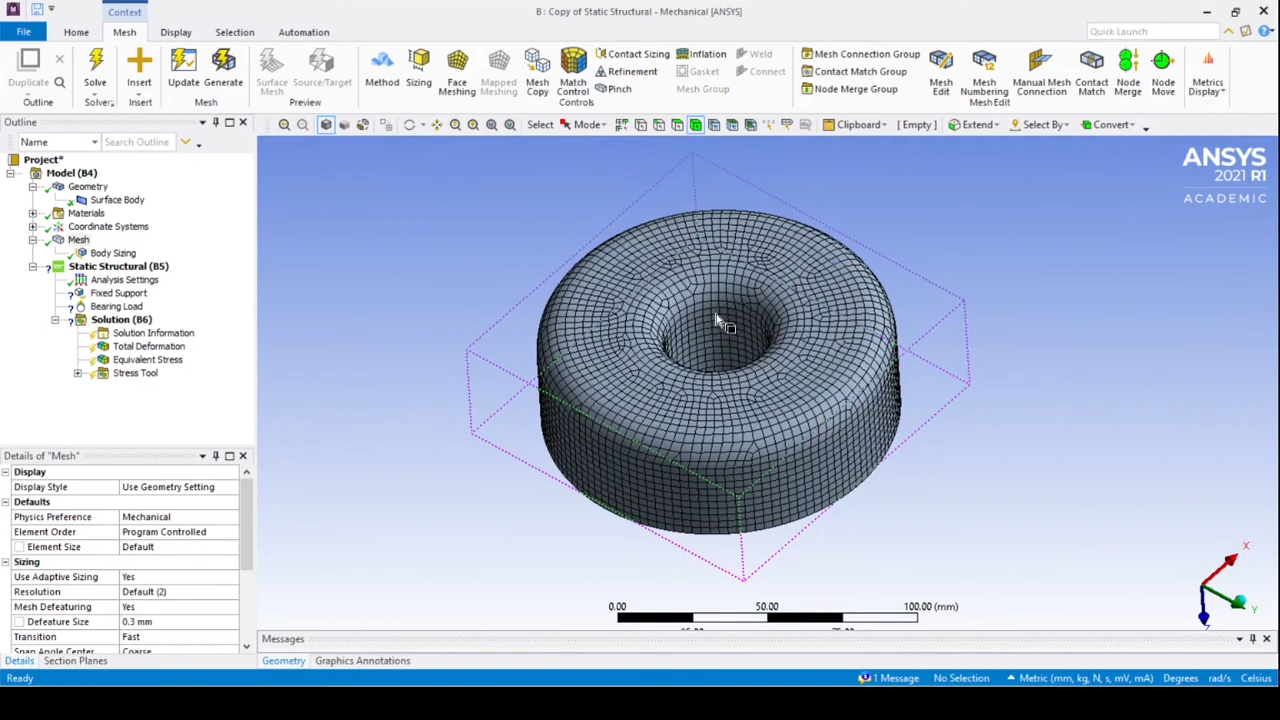 Context
B : Copy of Static Structural - Mechanical [ANSYS]
File Home Mesh Display Selection Automation
Quick Launch
Duplicate
Outline
Solve
Solver
Insert
Insert
Update Generate
Mesh
Surface Mesh Source/Target
Preview
Method Sizing Face Meshing Mapped Meshing Mesh Copy Match Control
Contact Sizing
Refinement
Pinch
Inflation
Gasket
Mesh Group
Weld
Connect
Controls
Mesh Connection Group
Contact Match Group
Node Merge Group
Mesh Edit Mesh Numbering Manual Mesh Connection Contact Match Node Merge Node Move
Mesh Edit
Metrics Display
Outline
Name Search Outline
Select Mode Clipboard [ Empty ] Extend Select By Convert
Project*
Model (B4)
Geometry
Surface Body
Materials
Coordinate Systems
Mesh
Body Sizing
Static Structural (B5)
Analysis Settings
Fixed Support
Bearing Load
Solution (B6)
Solution Information
Total Deformation
Equivalent Stress
Stress Tool
ANSYS
2021 R1
ACADEMIC
Details of "Mesh"
Display
Display Style Use Geometry Setting
Defaults
Physics Preference Mechanical
Element Order Program Controlled
Element Size Default
Sizing
Use Adaptive Sizing Yes
Resolution Default (2)
Mesh Defeaturing Yes
Defeature Size 0.3 mm
Transition Fast
Span Angle Center Coarse
Details Section Planes
0.00 50.00 100.00 (mm)
X
Y
Z
Messages
Geometry Graphics Annotations
Ready
1 Message No Selection Metric (mm, kg, N, s, mV, mA) Degrees rad/s Celsius